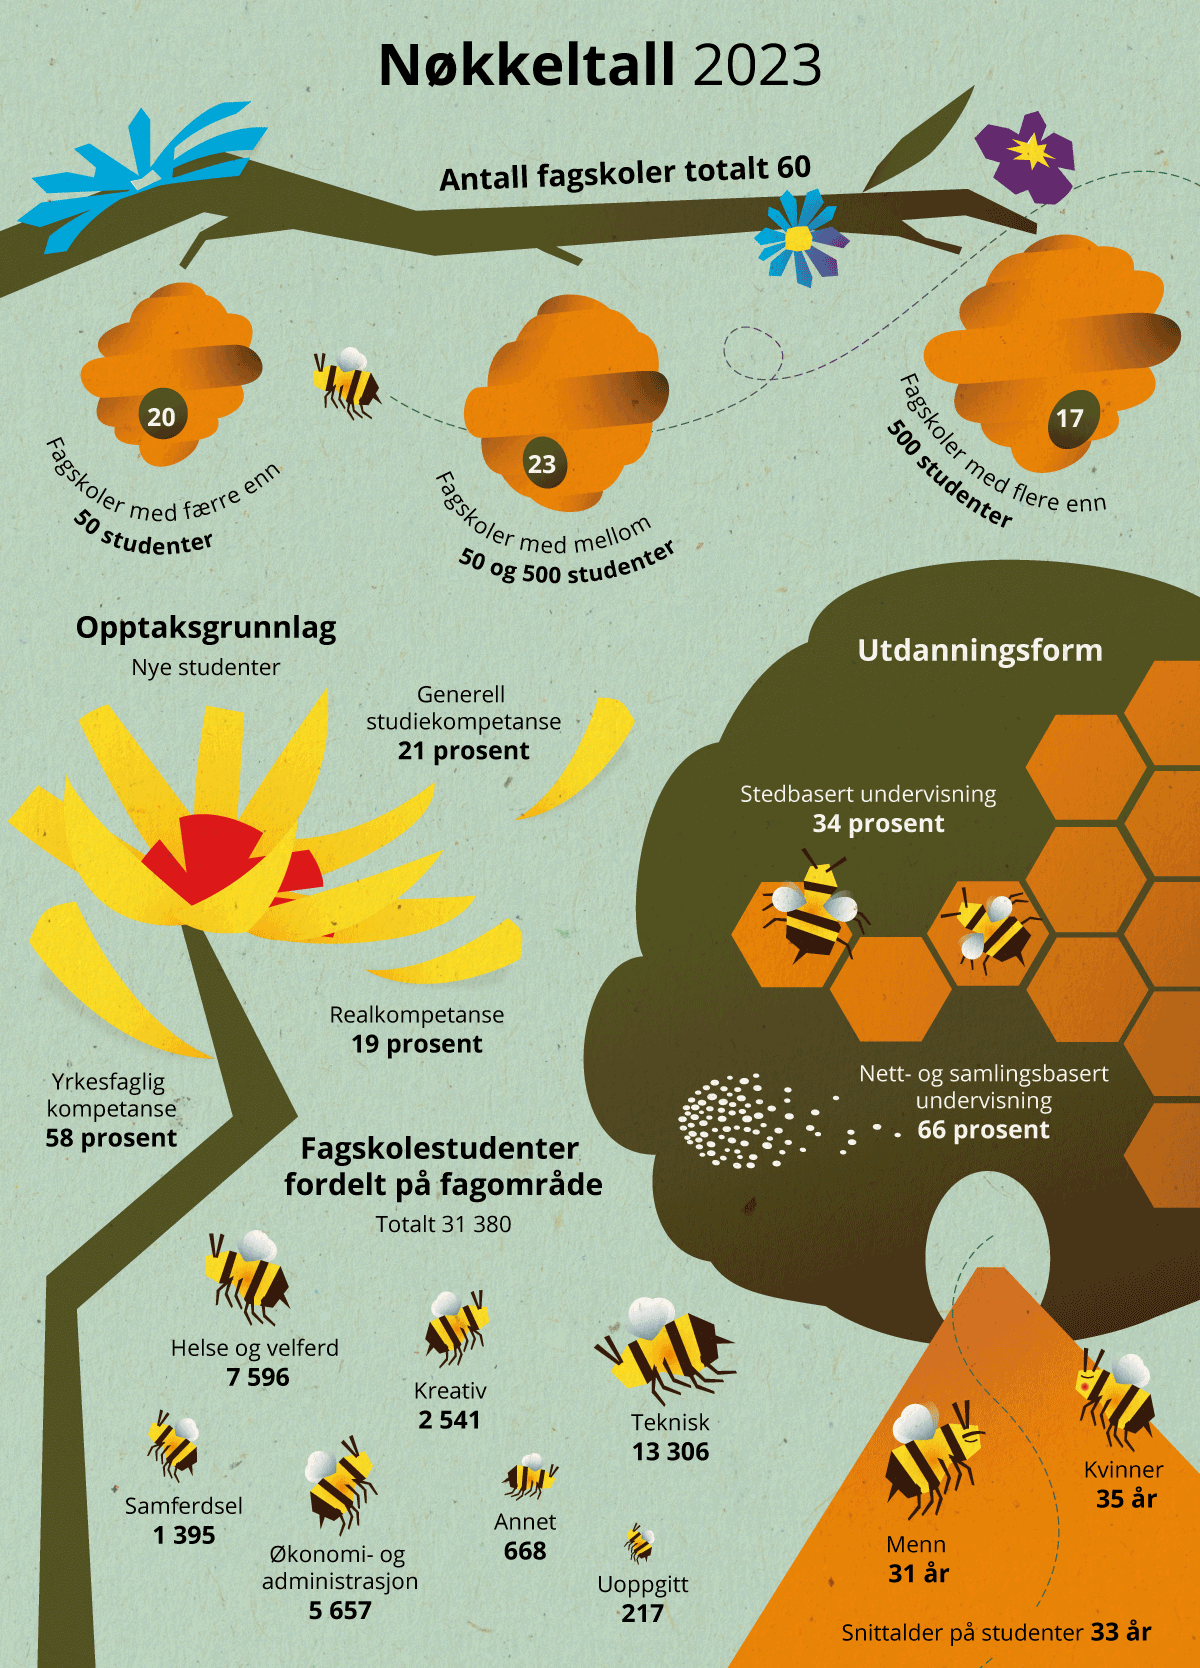 Nøkkeltall 2023
Antall fagskoler totalt 60
20
Fagskoler med færre enn
50 studenter
23
Fagskoler med mellom
50 og 500 studenter
17
Fagskoler med flere enn
500 studenter
Opptaksgrunnlag
Nye studenter
Generell
studiekompetanse
21 prosent
Realkompetanse
19 prosent
Yrkesfaglig
kompetanse
58 prosent
Utdanningsform
Stedbasert undervisning
34 prosent
Nett- og samlingsbasert
undervisning
66 prosent
Fagskolestudenter
fordelt på fagområde
Totalt 31 380
Helse og velferd
7 596
Kreativ
2 541
Teknisk
13 306
Samferdsel
1 395
Økonomi- og
administrasjon
5 657
Annet
668
Uoppgitt
217
Kvinner
35 år
Menn
31 år
Snittalder på studenter 33 år